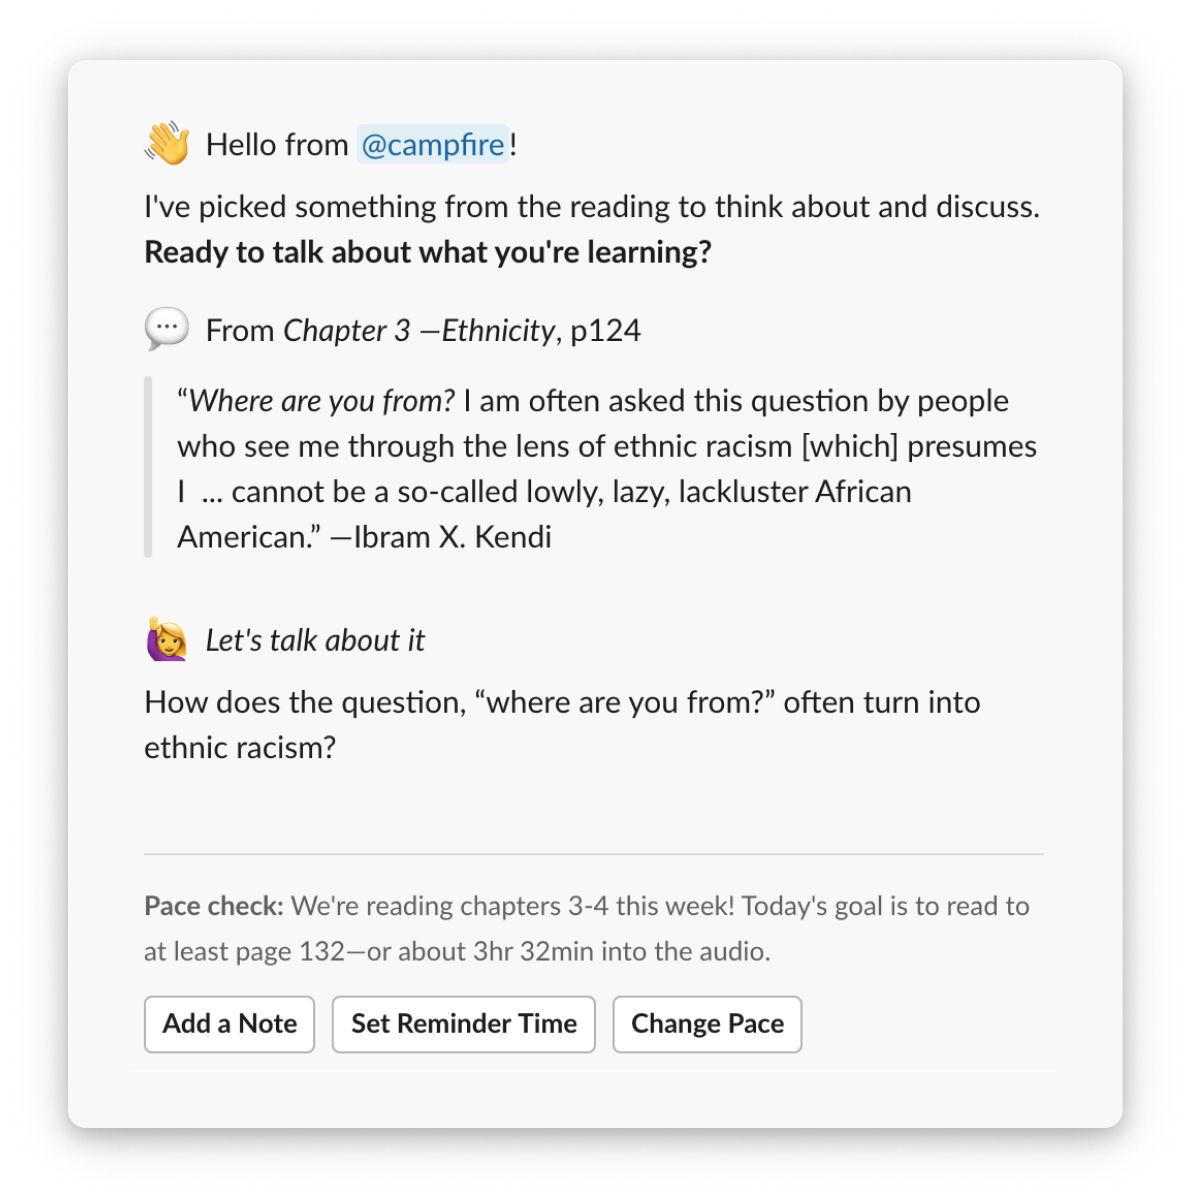 👋 Hello from @campfire!
I've picked something from the reading to think about and discuss.
Ready to talk about what you're learning?
💬 From Chapter 3 —Ethnicity, p124
“Where are you from? I am often asked this question by people
who see me through the lens of ethnic racism [which] presumes
I  ... cannot be a so-called lowly, lazy, lackluster African
American.” —Ibram X. Kendi
🙋‍♀️ Let's talk about it
How does the question, “where are you from?” often turn into
ethnic racism?
Pace check: We're reading chapters 3-4 this week! Today's goal is to read to
at least page 132—or about 3hr 32min into the audio.
Add a Note
Set Reminder Time
Change Pace